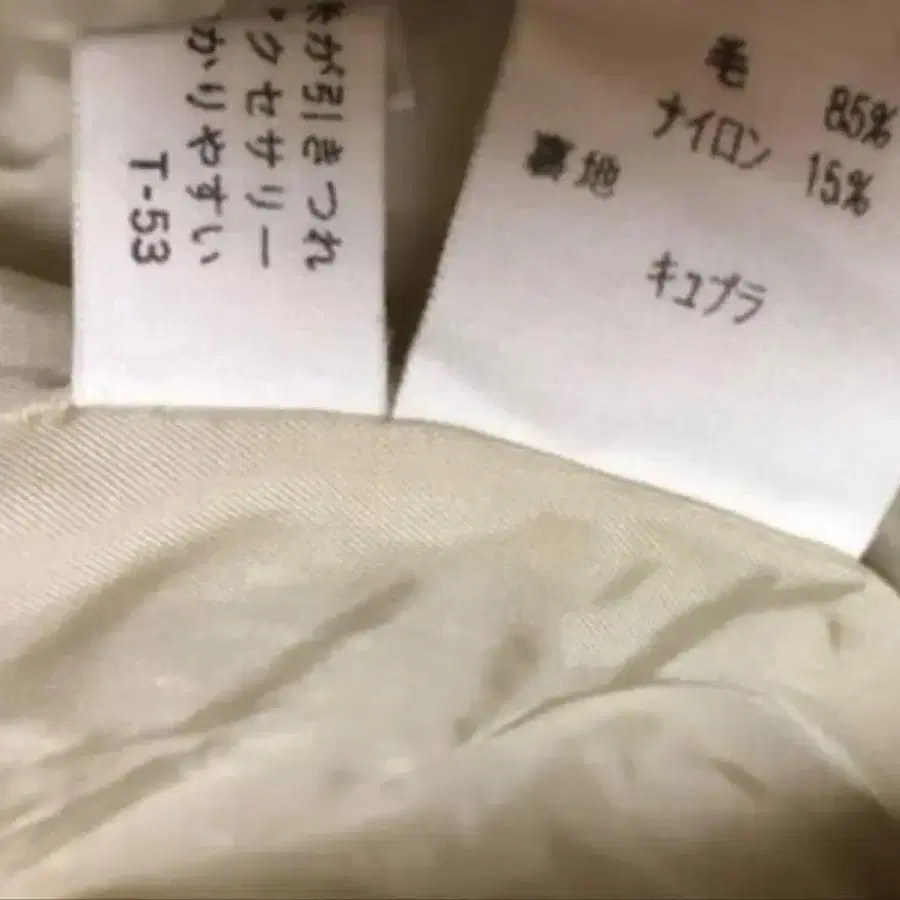 が引きつれ
クセサリー
かりやすい
T-53
毛 85%
ナイロン 15%
裏地
キュプラ